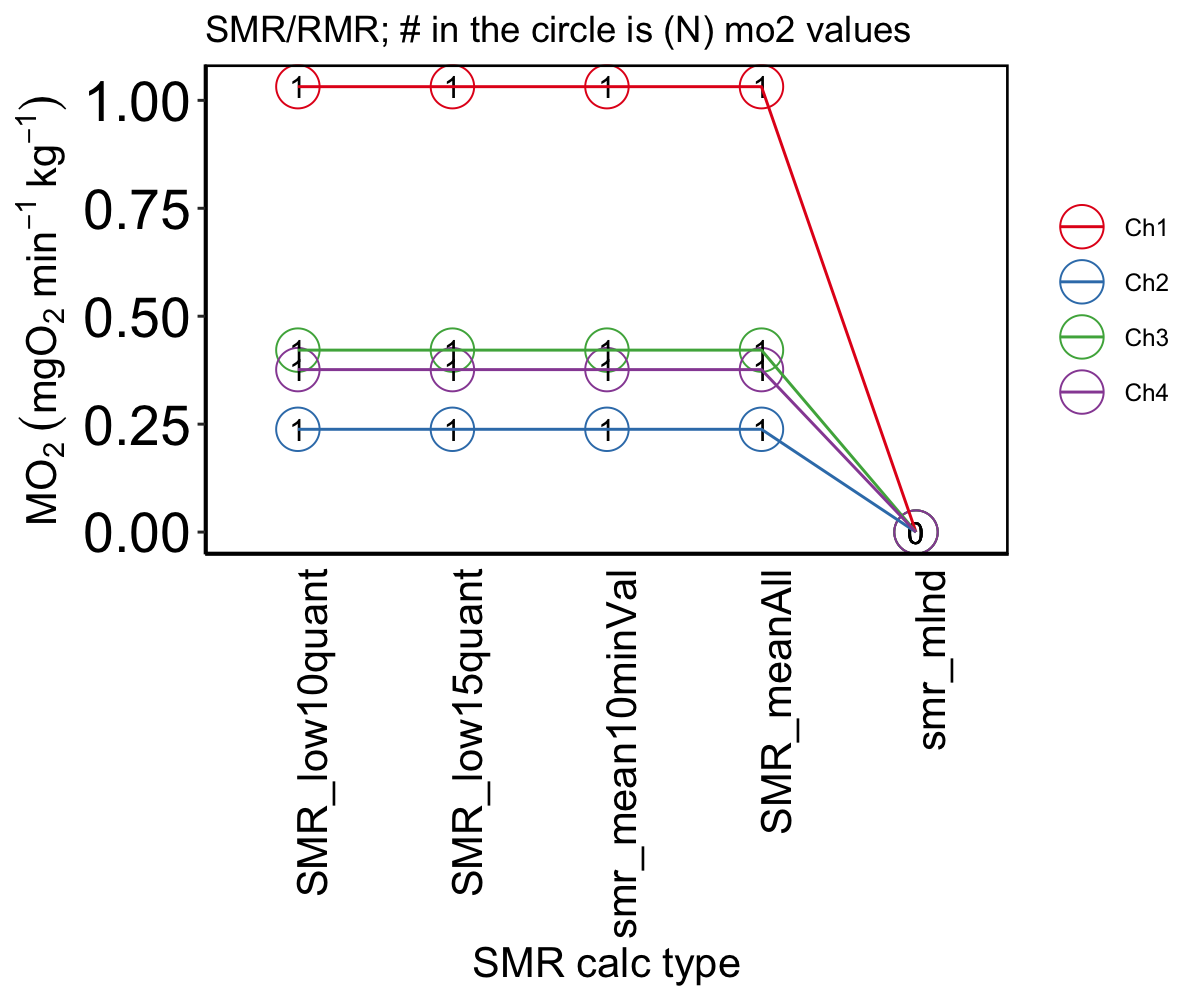 SMR/RMR; # in the circle is (N) mo2 values
MO₂ (mgO₂ min⁻¹ kg⁻¹)
1.00
0.75
0.50
0.25
0.00
1 1 1 1
1 1 1 1
1 1 1 1
1 1 1 1
0
SMR_low10quant
SMR_low15quant
smr_mean10minVal
SMR_meanAll
smr_mlnd
SMR calc type
Ch1
Ch2
Ch3
Ch4